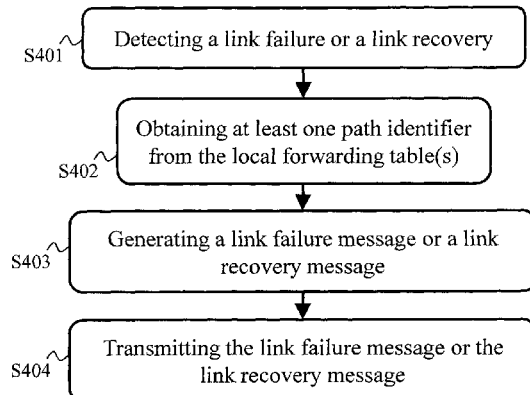 Detecting a link failure or a link recovery
S401
Obtaining at least one path identifier
from the local forwarding table(s)
S402
Generating a link failure message or a link
recovery message
S403
Transmitting the link failure message or the
link recovery message
S404